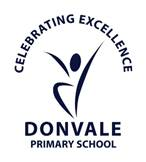 CELEBRATING EXCELLENCE
DONVALE
PRIMARY SCHOOL